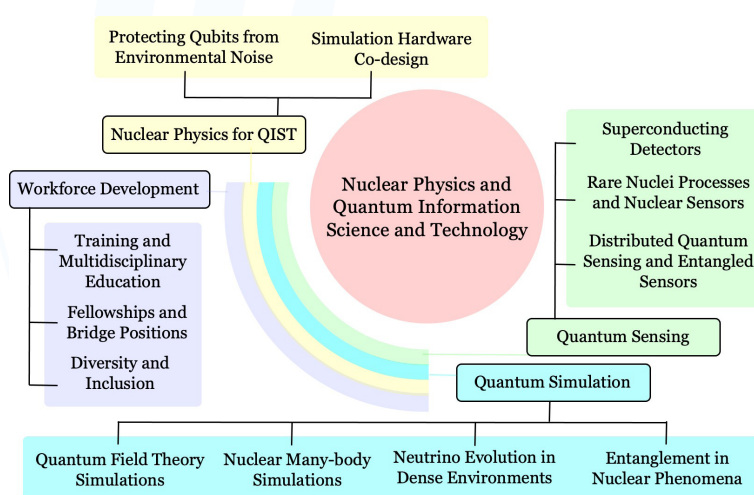 Protecting Qubits from
Environmental Noise
Simulation Hardware
Co-design
Nuclear Physics for QIST
Workforce Development
Training and
Multidisciplinary
Education
Fellowships and
Bridge Positions
Diversity and
Inclusion
Nuclear Physics and
Quantum Information
Science and Technology
Superconducting
Detectors
Rare Nuclei Processes
and Nuclear Sensors
Distributed Quantum
Sensing and Entangled
Sensors
Quantum Sensing
Quantum Simulation
Quantum Field Theory
Simulations
Nuclear Many-body
Simulations
Neutrino Evolution in
Dense Environments
Entanglement in
Nuclear Phenomena